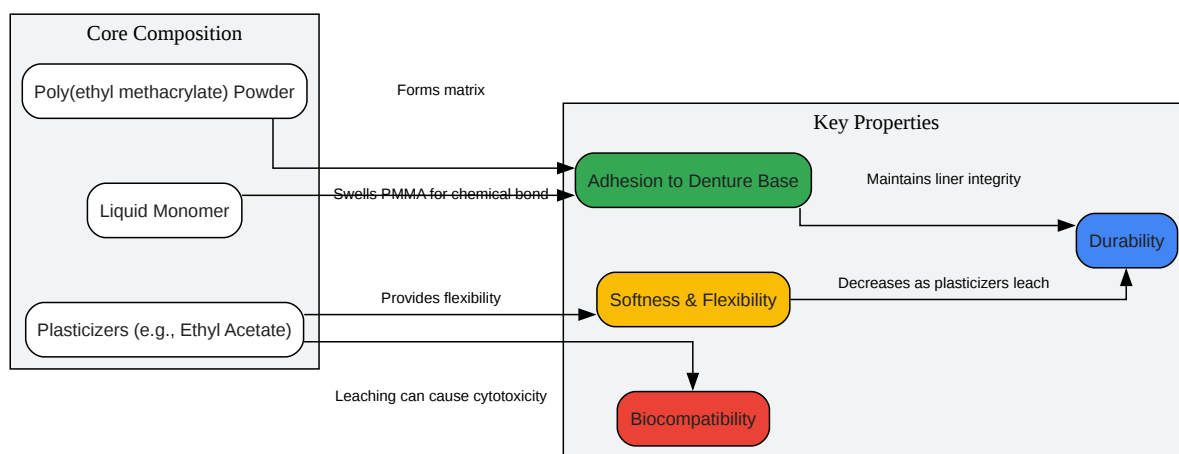 Core Composition
Poly(ethyl methacrylate) Powder
Forms matrix
Key Properties
Adhesion to Denture Base
Maintains liner integrity
Liquid Monomer
Swells PMMA for chemical bond
Durability
Plasticizers (e.g., Ethyl Acetate)
Provides flexibility
Softness & Flexibility
Decreases as plasticizers leach
Leaching can cause cytotoxicity
Biocompatibility